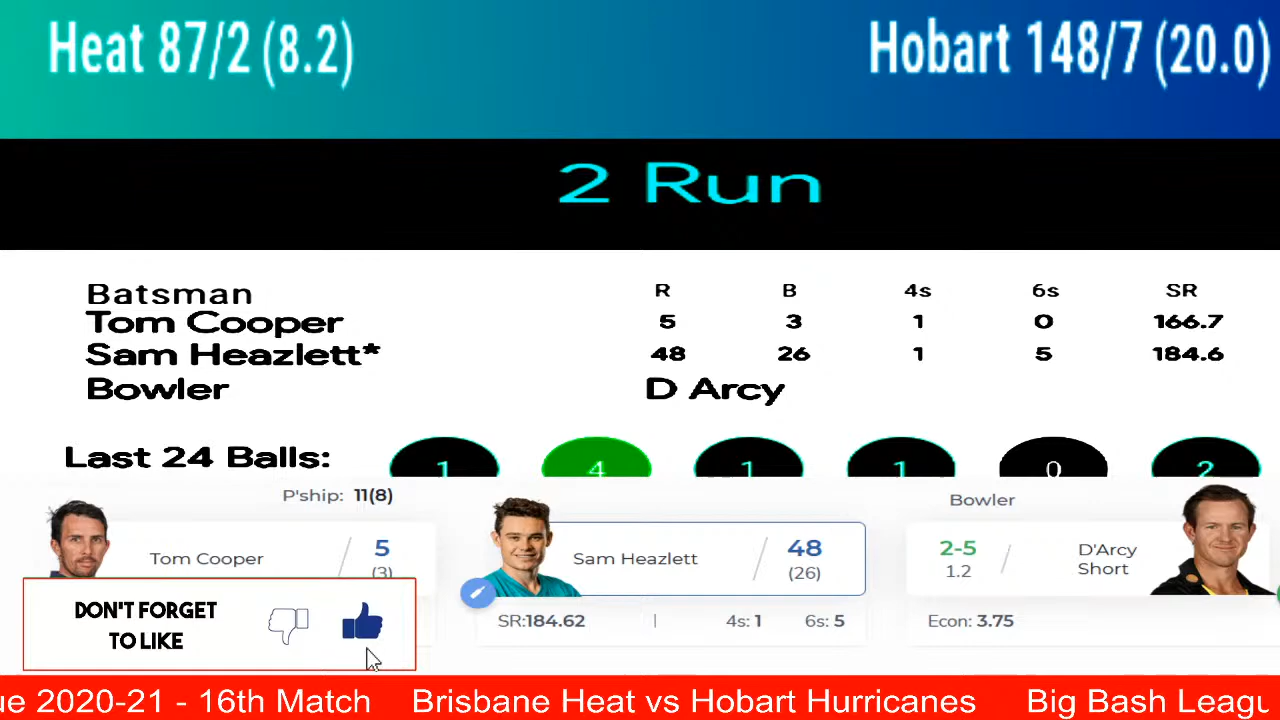 Heat 87/2 (8.2) Hobart 148/7 (20.0)
2 Run
Batsman R B 4s 6s SR
Tom Cooper 5 3 1 0 166.7
Sam Heazlett* 48 26 1 5 184.6
Bowler D Arcy
Last 24 Balls: 1 4 1 1 0 2
P'ship: 11(8)
Bowler
Tom Cooper 5 (3)
Sam Heazlett 48 (26)
2-5 1.2 D'Arcy Short
SR:184.62 4s: 1 6s: 5
Econ: 3.75
DON'T FORGET
TO LIKE
ue 2020-21 - 16th Match Brisbane Heat vs Hobart Hurricanes Big Bash Leagu